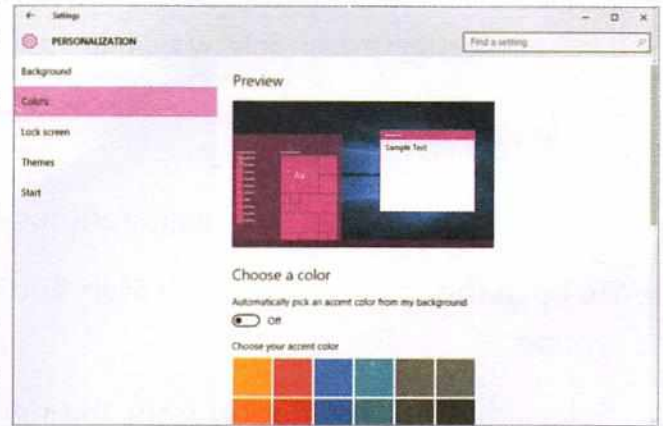 ← Settings
PERSONALIZATION
Find a setting
Background
Colors
Lock screen
Themes
Start
Preview
Aa
Sample Text
Choose a color
Automatically pick an accent color from my background
Off
Choose your accent color